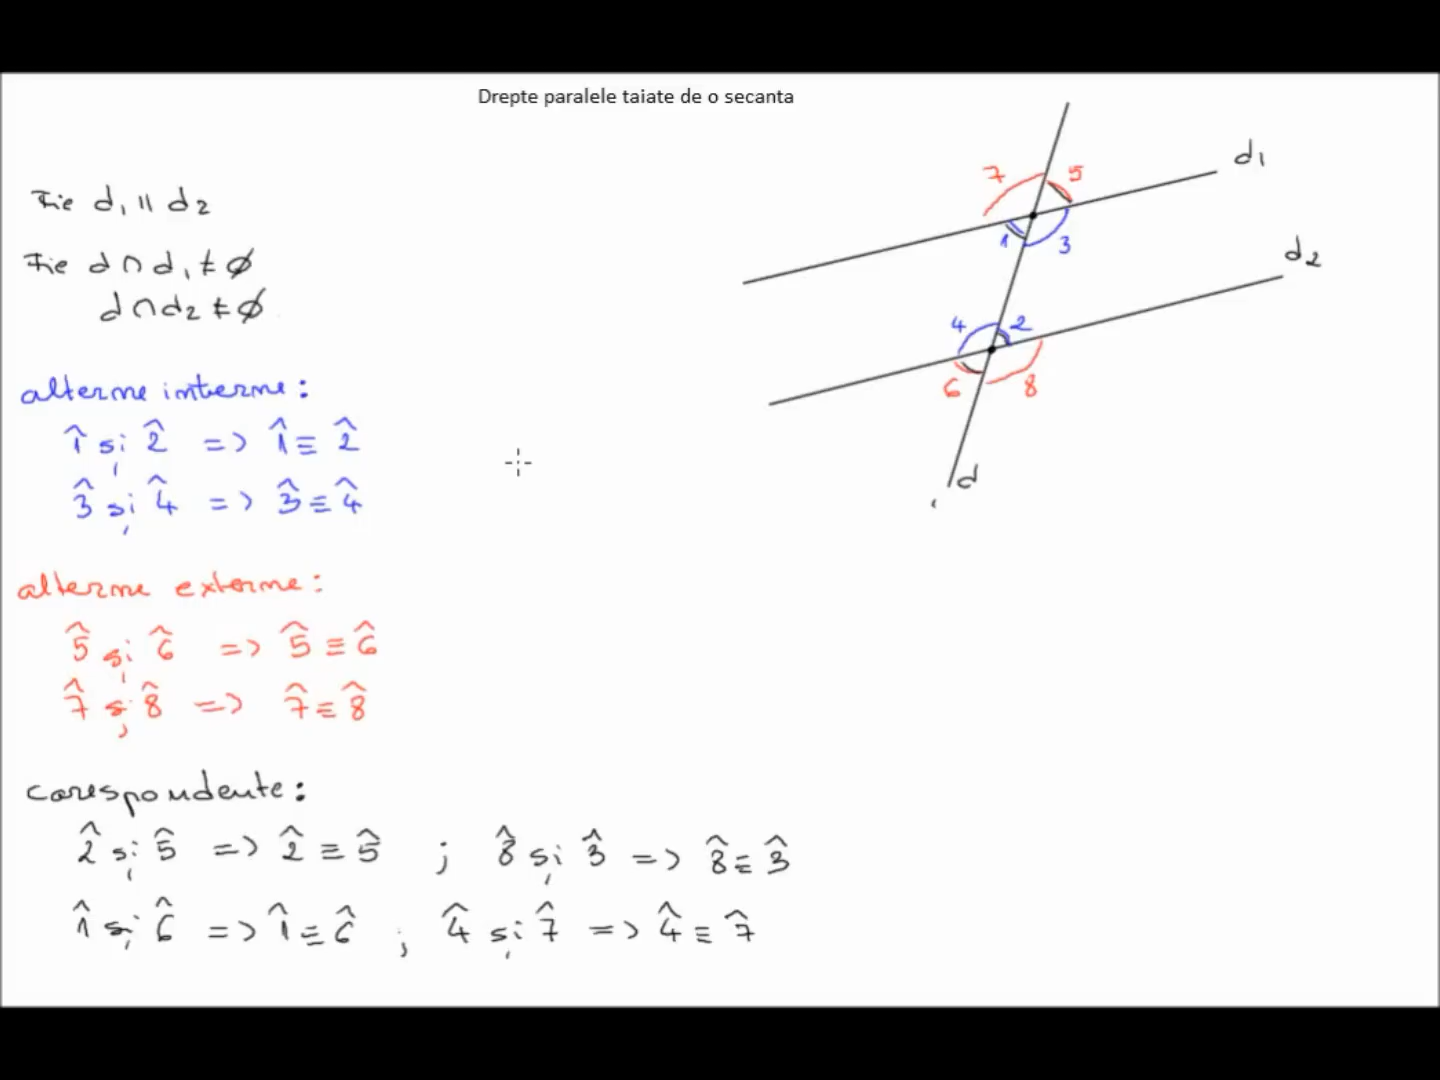 Drepte paralele taiate de o secanta
Fie d₁ ∥ d₂
Fie d ∩ d₁ ≠ ∅
d ∩ d₂ ≠ ∅
alterne interne:
1̂ și 2̂ => 1̂ ≡ 2̂
3̂ și 4̂ => 3̂ ≡ 4̂
alterne externe:
5̂ și 6̂ => 5̂ ≡ 6̂
7̂ și 8̂ => 7̂ ≡ 8̂
corespondente:
2̂ și 5̂ => 2̂ ≡ 5̂ ; 8̂ și 3̂ => 8̂ ≡ 3̂
1̂ și 6̂ => 1̂ ≡ 6̂ ; 4̂ și 7̂ => 4̂ ≡ 7̂
d₁
7 5
1 3
d₂
4 2
6 8
d